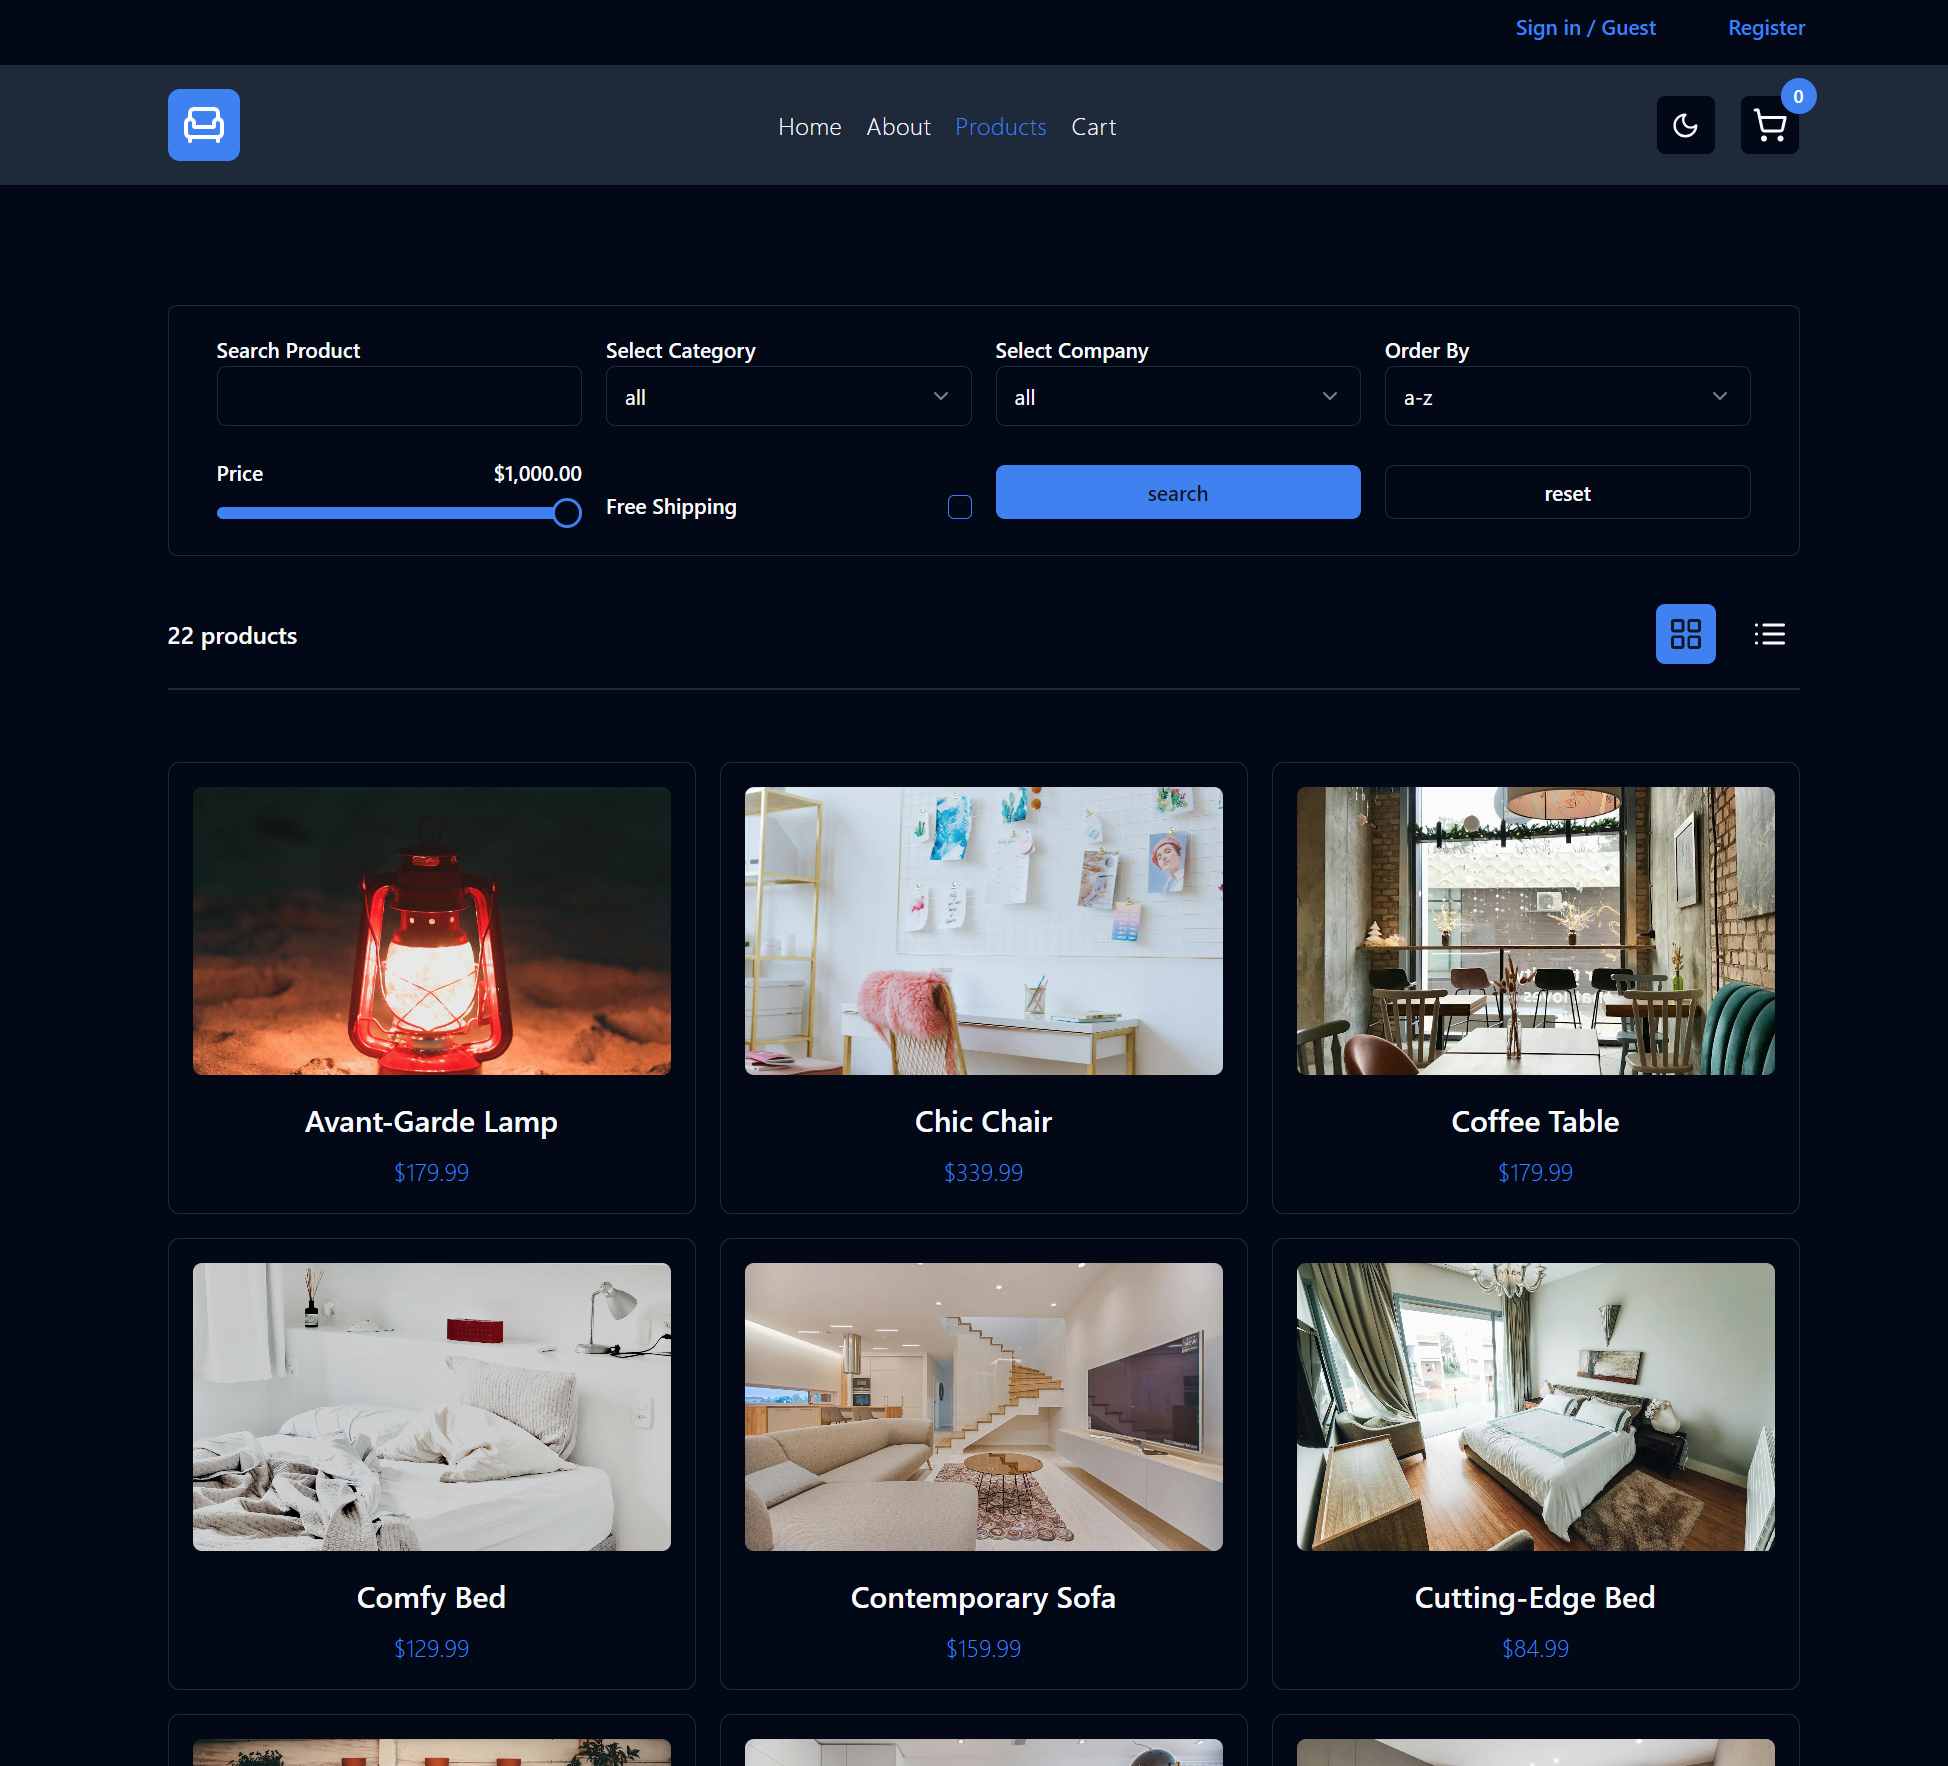 Sign in / Guest Register
0
Home About Products Cart
Search Product Select Category Select Company Order By
all all a-z
Price $1,000.00
Free Shipping search reset
22 products
Avant-Garde Lamp Chic Chair Coffee Table
$179.99 $339.99 $179.99
Comfy Bed Contemporary Sofa Cutting-Edge Bed
$129.99 $159.99 $84.99